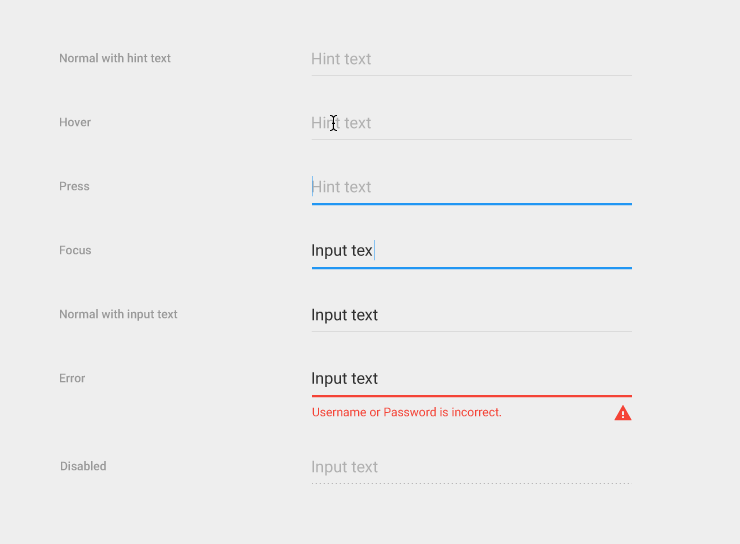 Normal with hint text Hint text
Hover Hint text
Press Hint text
Focus Input tex
Normal with input text Input text
Error Input text
Username or Password is incorrect.
Disabled Input text